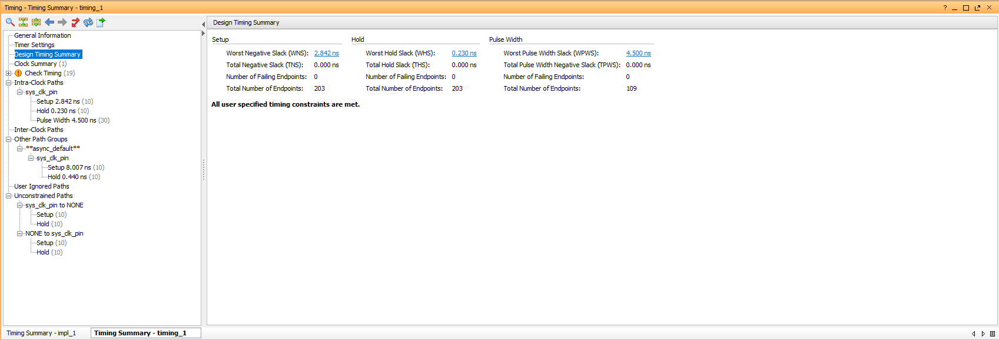 Timing - Timing Summary - timing_1
General Information
Timer Settings
Design Timing Summary
Clock Summary (1)
Check Timing (19)
Intra-Clock Paths
sys_clk_pin
Setup 2.842 ns (10)
Hold 0.230 ns (10)
Pulse Width 4.500 ns (30)
Inter-Clock Paths
Other Path Groups
**async_default**
sys_clk_pin
Setup 8.007 ns (10)
Hold 0.440 ns (10)
User Ignored Paths
Unconstrained Paths
sys_clk_pin to NONE
Setup (10)
Hold (10)
NONE to sys_clk_pin
Setup (10)
Hold (10)
Design Timing Summary
Setup Hold Pulse Width
Worst Negative Slack (WNS): 2.842 ns Worst Hold Slack (WHS): 0.230 ns Worst Pulse Width Slack (WPWS): 4.500 ns
Total Negative Slack (TNS): 0.000 ns Total Hold Slack (THS): 0.000 ns Total Pulse Width Negative Slack (TPWS): 0.000 ns
Number of Failing Endpoints: 0 Number of Failing Endpoints: 0 Number of Failing Endpoints: 0
Total Number of Endpoints: 203 Total Number of Endpoints: 203 Total Number of Endpoints: 109
All user specified timing constraints are met.
Timing Summary - impl_1 Timing Summary - timing_1